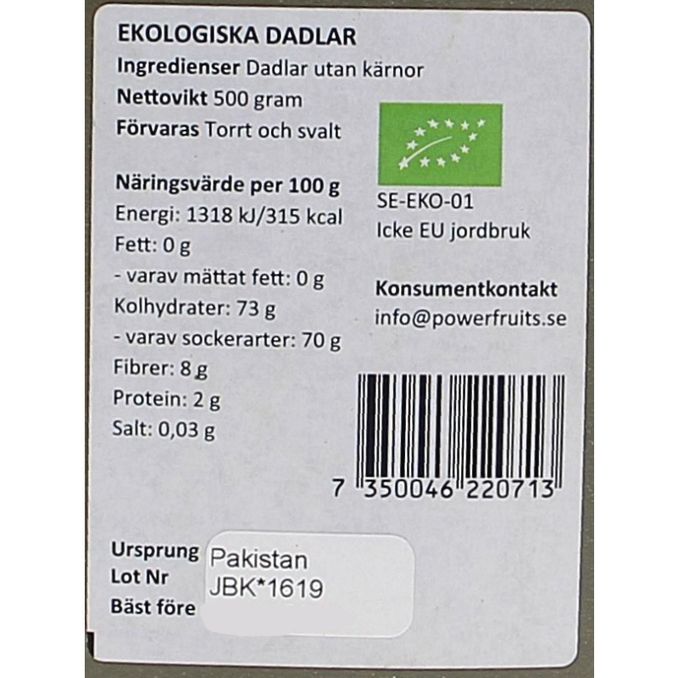 EKOLOGISKA DADLAR
Ingredienser Dadlar utan kärnor
Nettovikt 500 gram
Förvaras Torrt och svalt
Näringsvärde per 100 g
Energi: 1318 kJ/315 kcal
Fett: 0 g
- varav mättat fett: 0 g
Kolhydrater: 73 g
- varav sockerarter: 70 g
Fibrer: 8 g
Protein: 2 g
Salt: 0,03 g
SE-EKO-01
Icke EU jordbruk
Konsumentkontakt
info@powerfruits.se
7 350046 220713
Ursprung Pakistan
Lot Nr JBK*1619
Bäst före